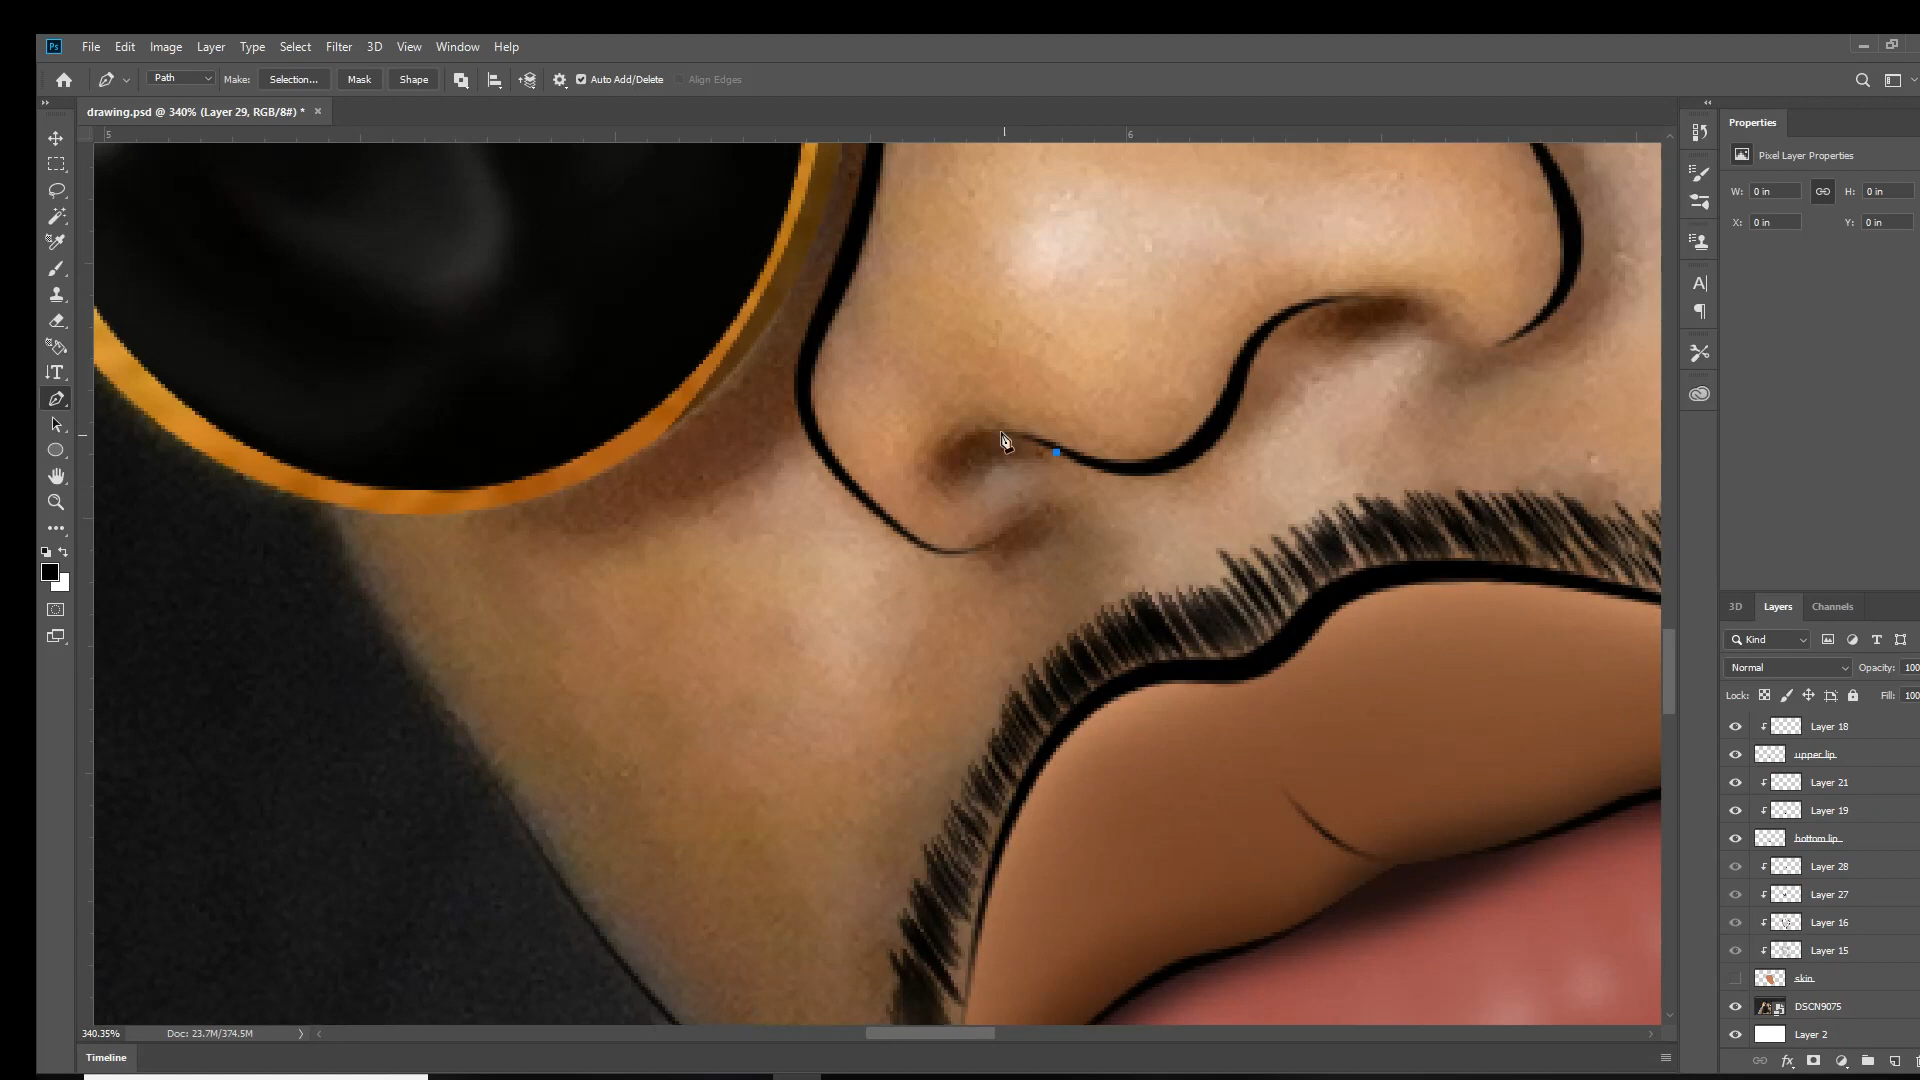 Ps File Edit Image Layer Type Select Filter 3D View Window Help
Path Make: Selection... Mask Shape Auto Add/Delete Align Edges
drawing.psd @ 340% (Layer 29, RGB/8#) *
5 6
Properties
Pixel Layer Properties
W: 0 in H: 0 in
X: 0 in Y: 0 in
3D Layers Channels
Kind
Normal Opacity: 100
Lock: Fill: 100
Layer 18
upper lip
Layer 21
Layer 19
bottom lip
Layer 28
Layer 27
Layer 16
Layer 15
skin
DSCN9075
Layer 2
340.35% Doc: 23.7M/374.5M
Timeline